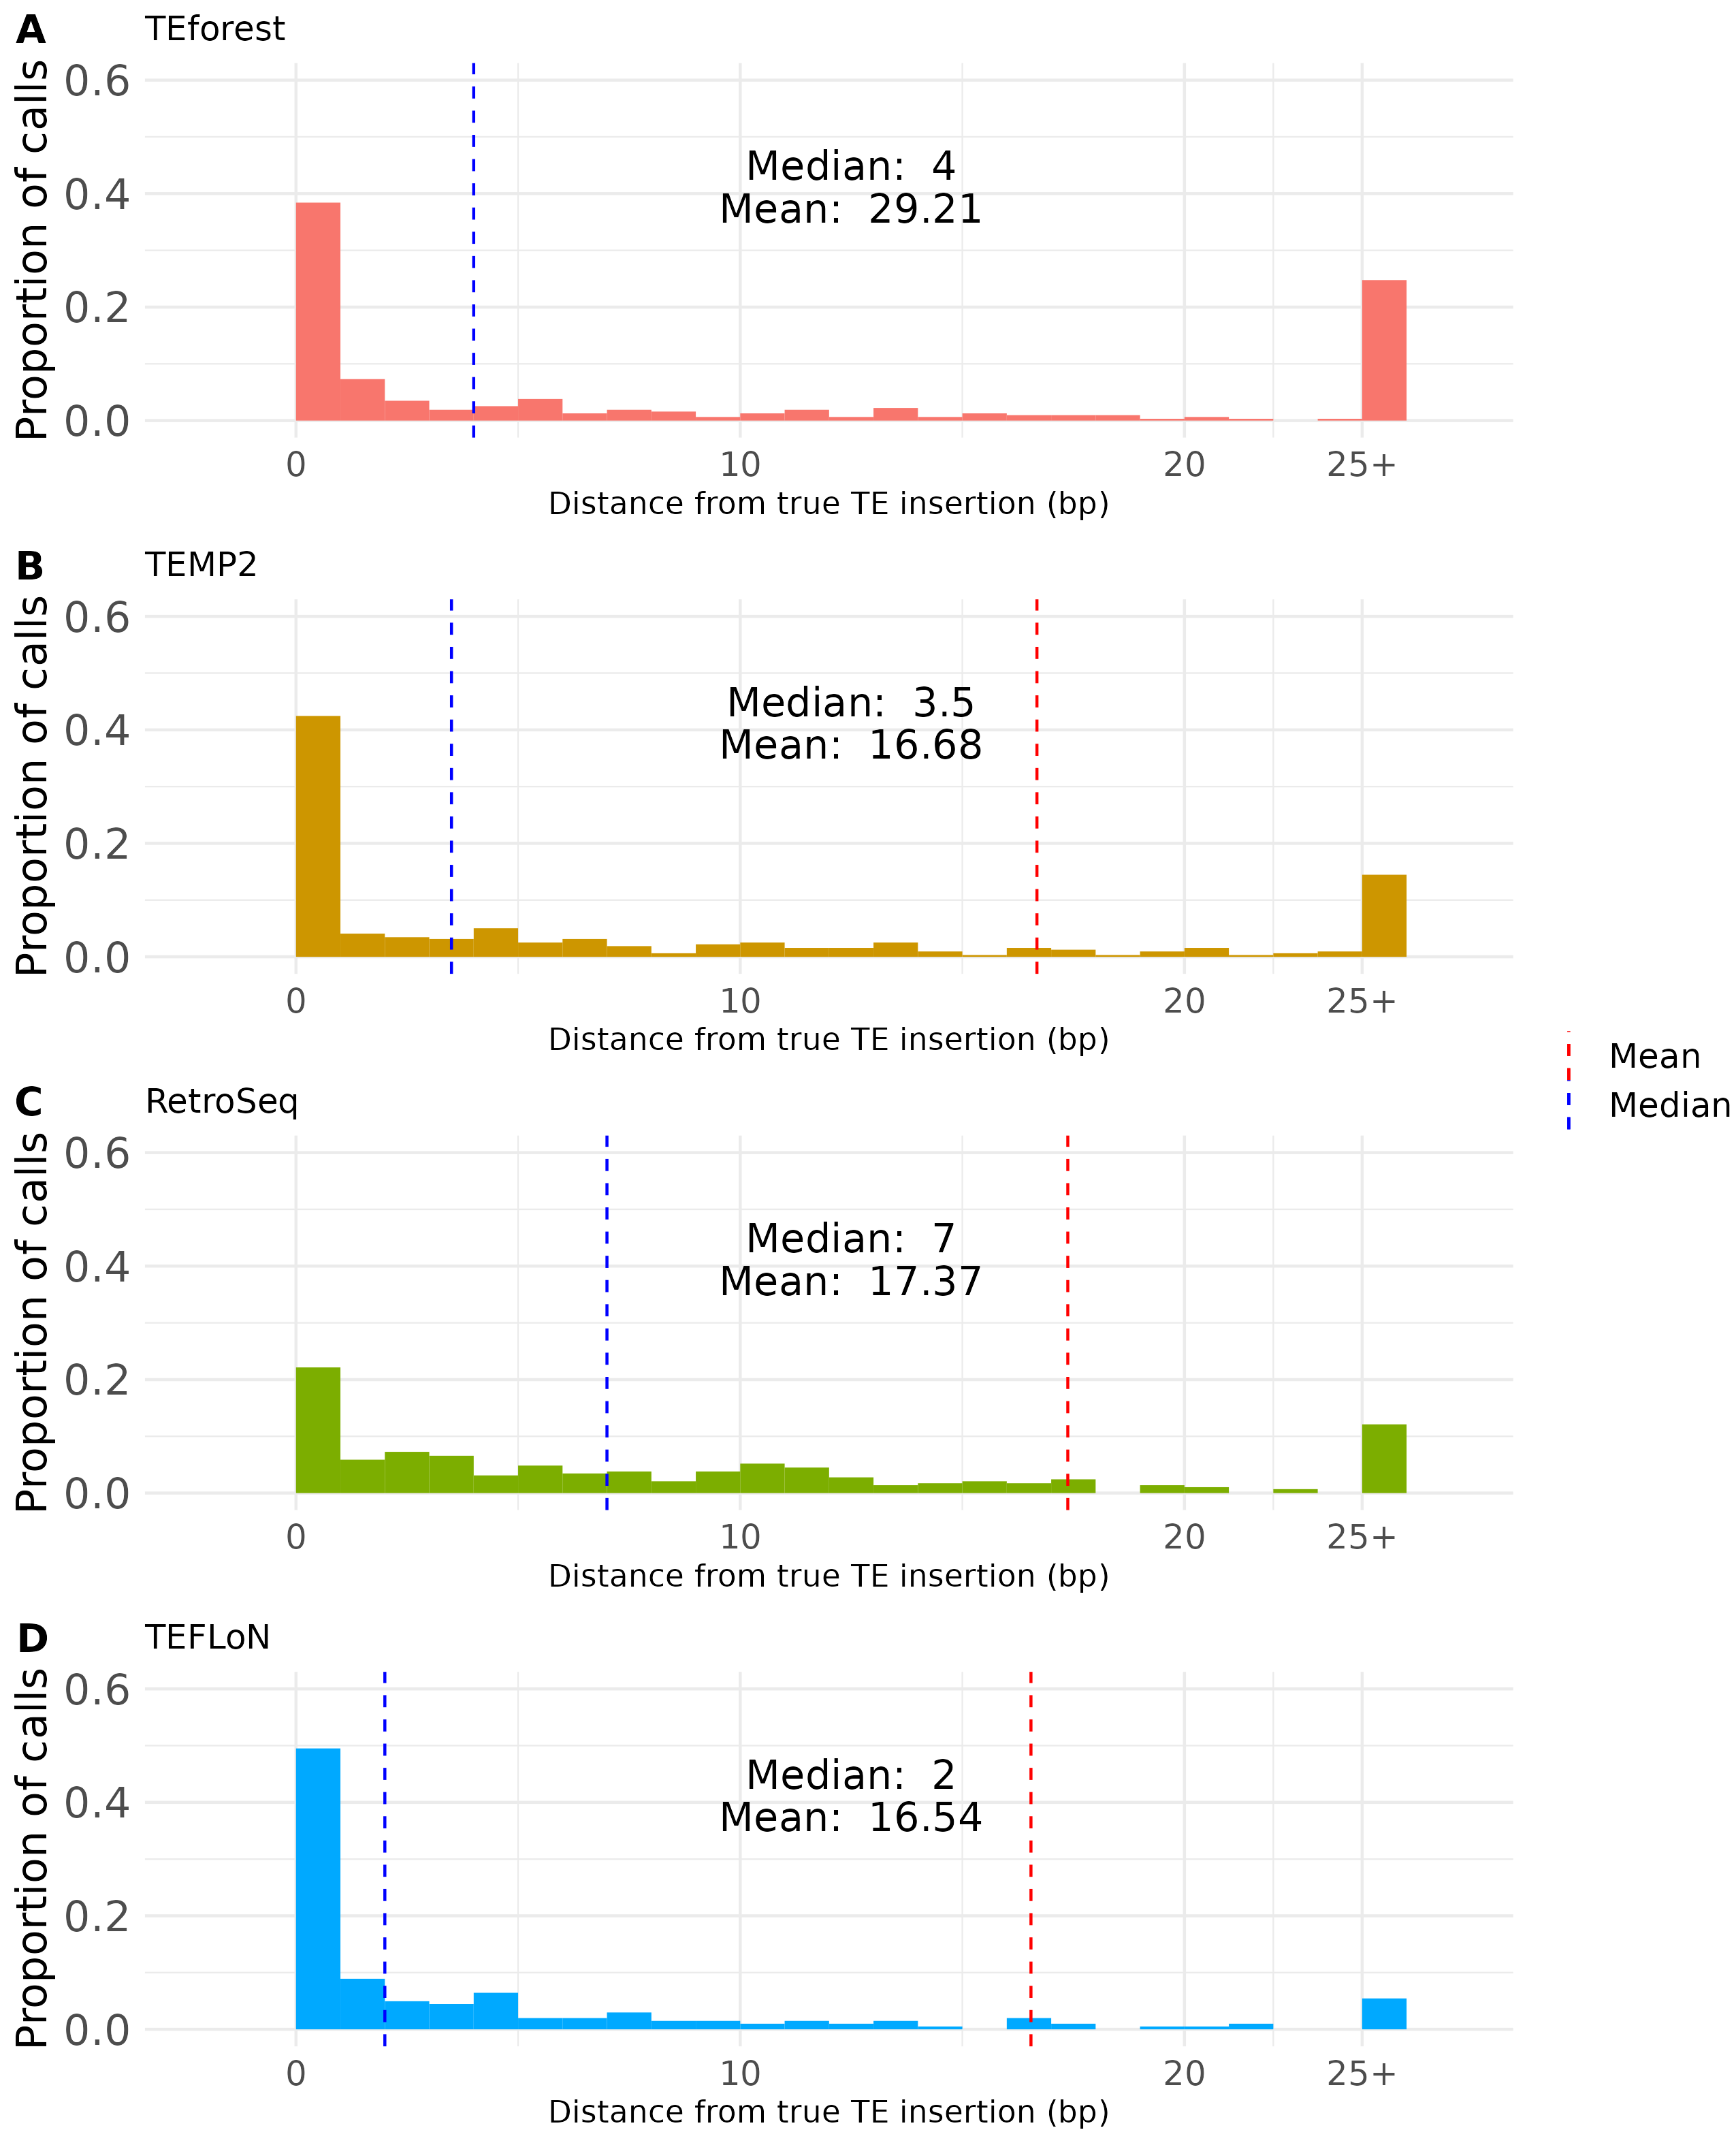 A TEforest
Proportion of calls
0.6
0.4
0.2
0.0
Median: 4
Mean: 29.21
0 10 20 25+
Distance from true TE insertion (bp)
B TEMP2
Proportion of calls
0.6
0.4
0.2
0.0
Median: 3.5
Mean: 16.68
0 10 20 25+
Distance from true TE insertion (bp)
Mean
Median
C RetroSeq
Proportion of calls
0.6
0.4
0.2
0.0
Median: 7
Mean: 17.37
0 10 20 25+
Distance from true TE insertion (bp)
D TEFLoN
Proportion of calls
0.6
0.4
0.2
0.0
Median: 2
Mean: 16.54
0 10 20 25+
Distance from true TE insertion (bp)